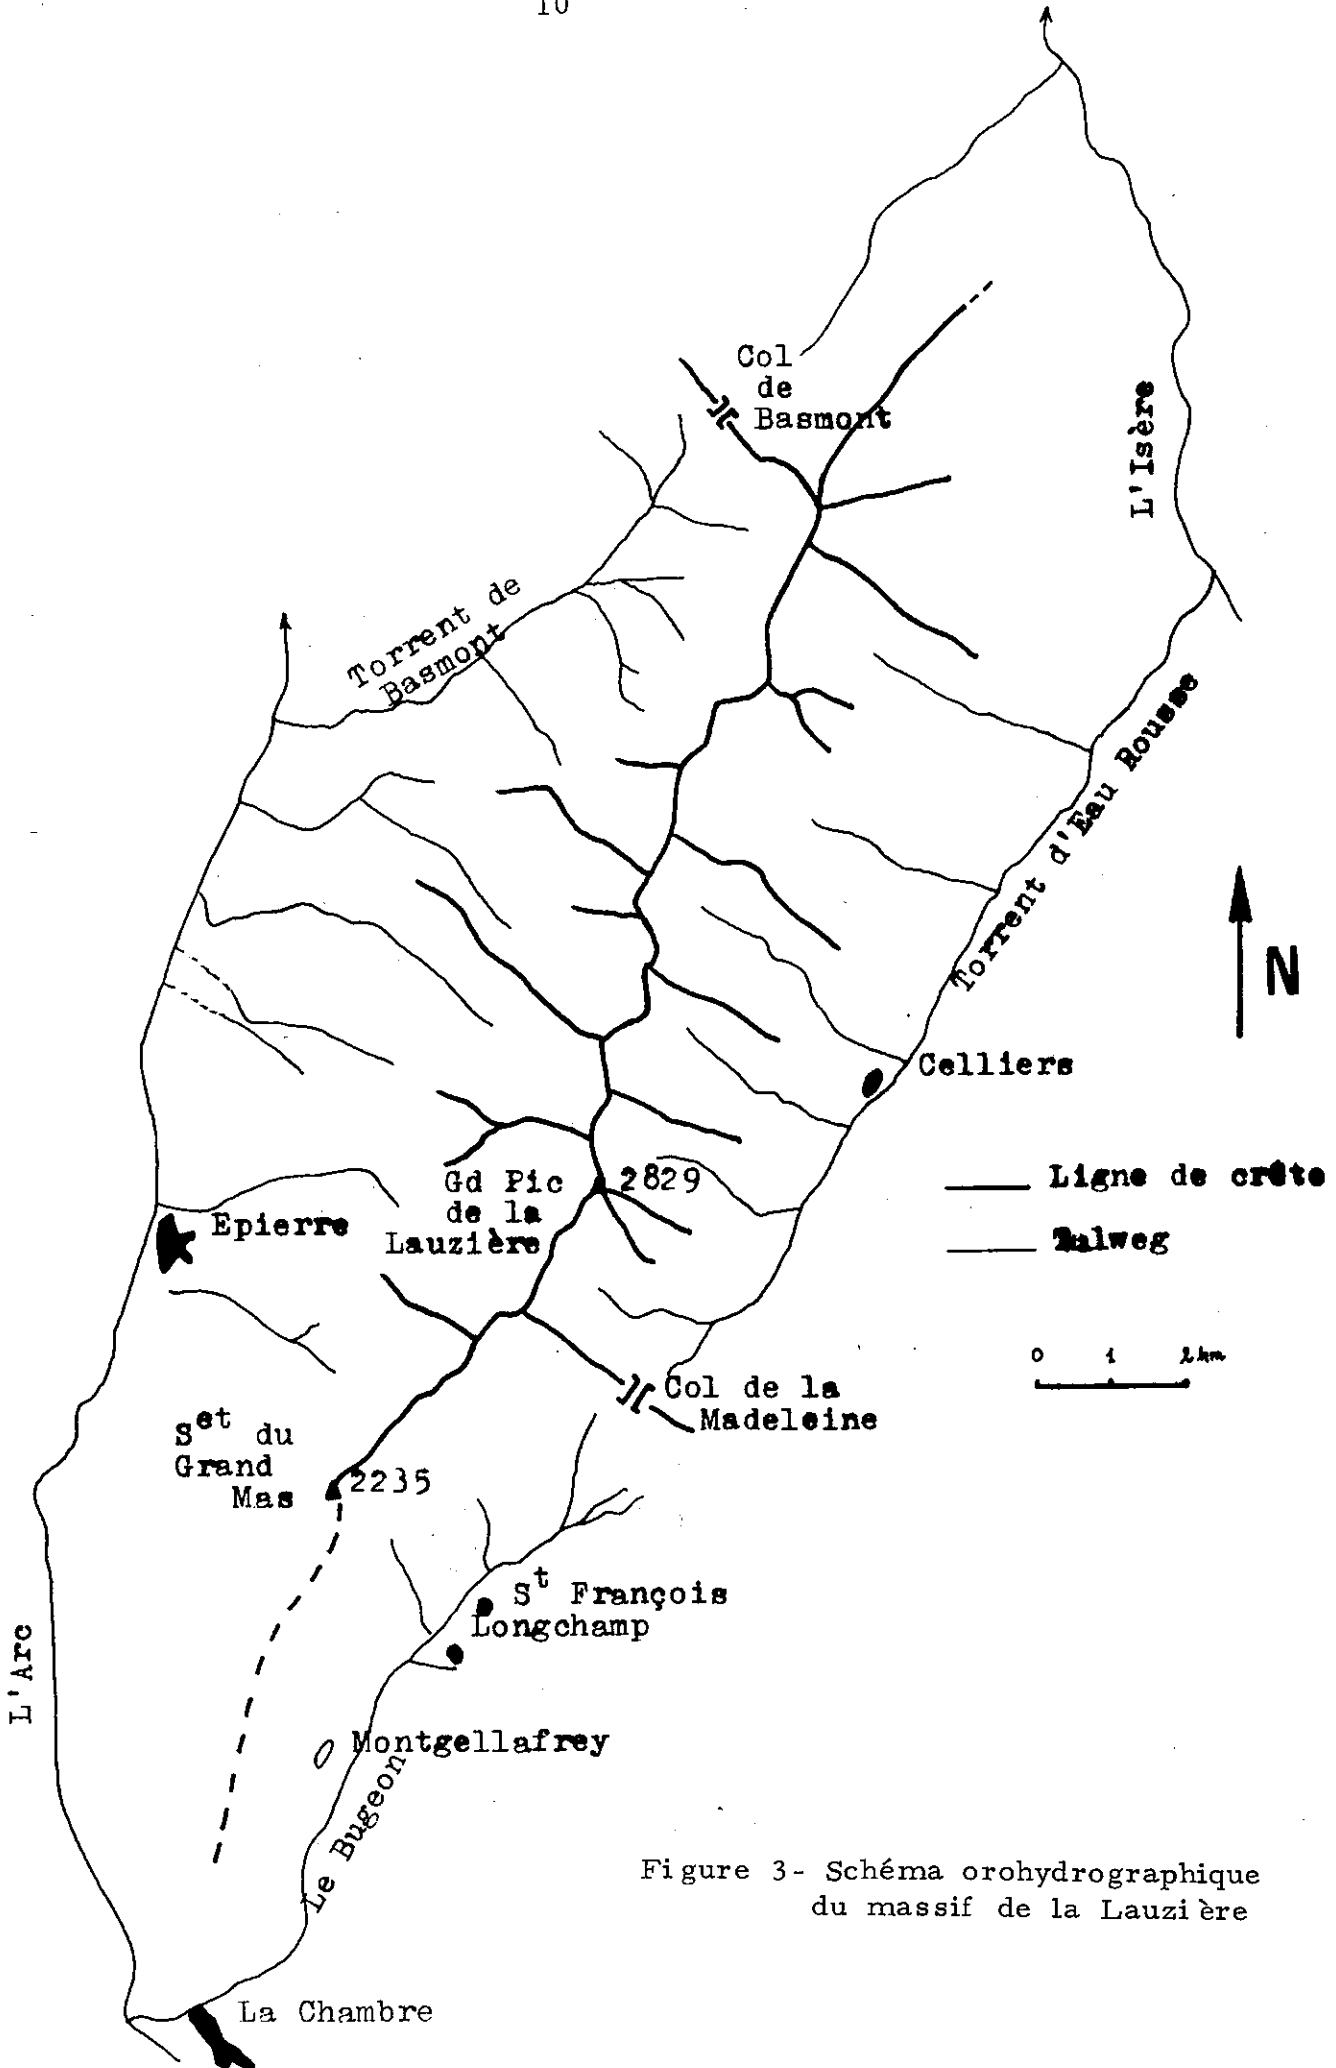 10
Col
de
Basmont
L'Isère
Torrent de
Basmont
Torrent d'Eau Rousse
N
Celliers
Ligne de crête
Talweg
Gd Pic
de la
Lauzière
2829
Epierre
0 1 2 km
Col de la
Madeleine
Set du
Grand
Mas
2235
St François
Longchamp
L'Arc
Montgellafrey
Le Bugeon
Figure 3- Schéma orohydrographique
du massif de la Lauzière
La Chambre